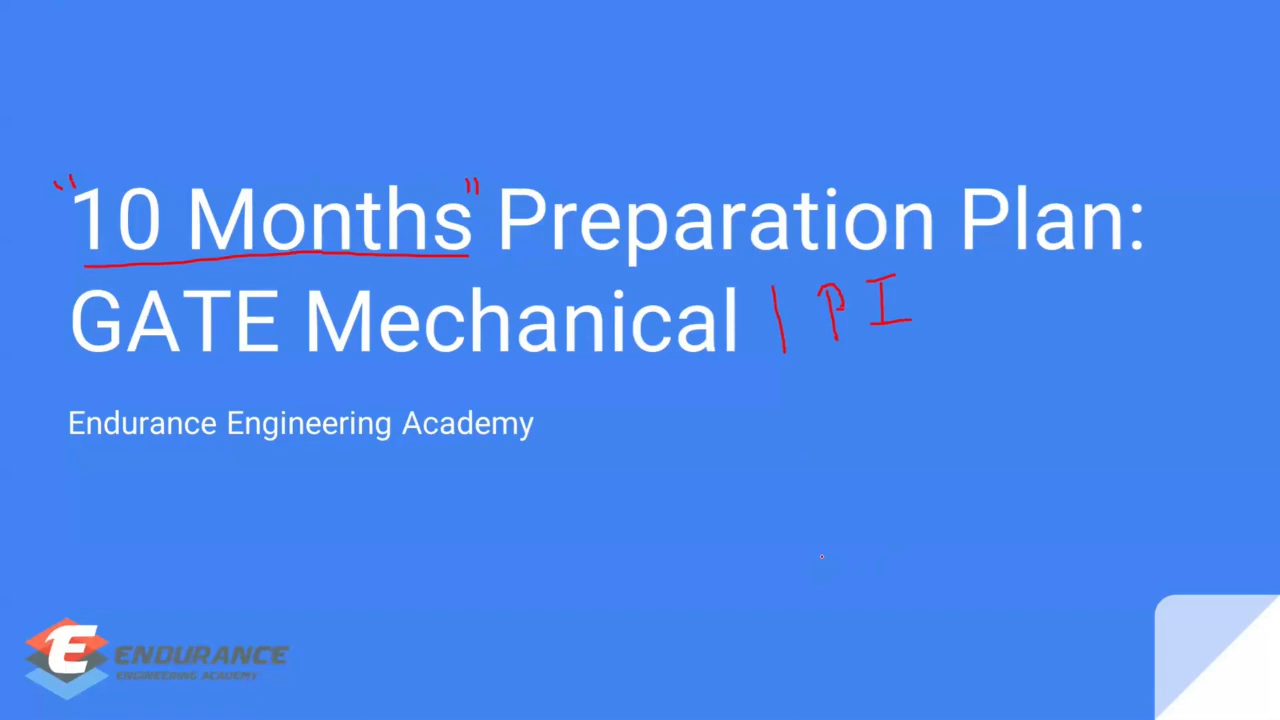 "10 Months" Preparation Plan:
GATE Mechanical | PI
Endurance Engineering Academy
ENDURANCE
ENGINEERING ACADEMY